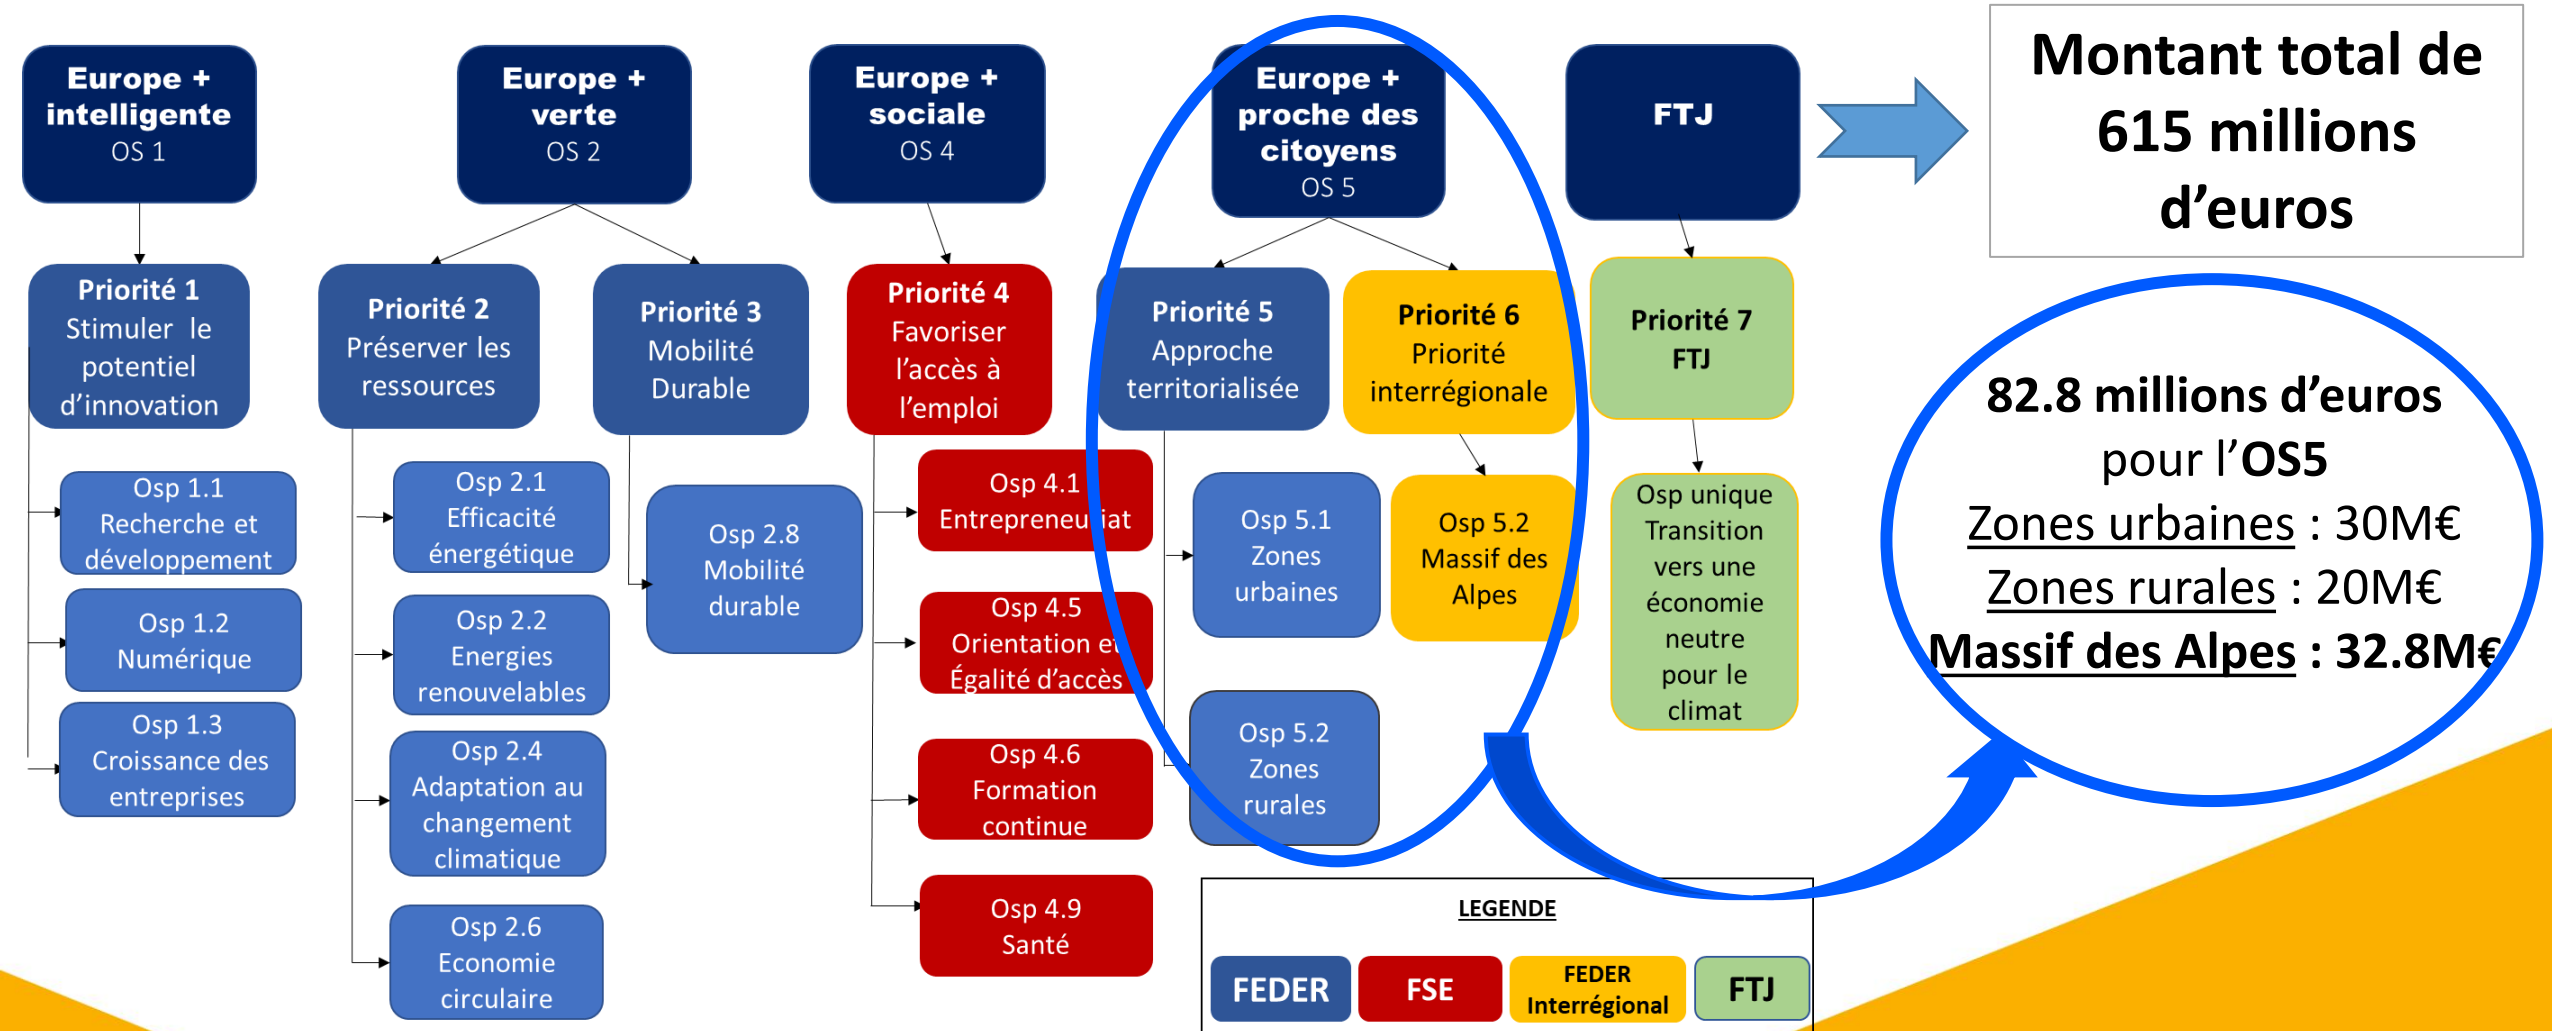 Europe +
intelligente
OS 1
Europe +
verte
OS 2
Europe +
sociale
OS 4
Europe +
proche des
citoyens
OS 5
FTJ
Montant total de
615 millions
d’euros
Priorité 1
Stimuler le
potentiel
d’innovation
Priorité 2
Préserver les
ressources
Priorité 3
Mobilité
Durable
Priorité 4
Favoriser
l’accès à
l’emploi
Priorité 5
Approche
territorialisée
Priorité 6
Priorité
interrégionale
Priorité 7
FTJ
Osp 1.1
Recherche et
développement
Osp 1.2
Numérique
Osp 1.3
Croissance des
entreprises
Osp 2.1
Efficacité
énergétique
Osp 2.2
Energies
renouvelables
Osp 2.4
Adaptation au
changement
climatique
Osp 2.6
Economie
circulaire
Osp 2.8
Mobilité
durable
Osp 4.1
Entrepreneuriat
Osp 4.5
Orientation et
Égalité d’accès
Osp 4.6
Formation
continue
Osp 4.9
Santé
Osp 5.1
Zones
urbaines
Osp 5.2
Zones
rurales
Osp 5.2
Massif des
Alpes
Osp unique
Transition
vers une
économie
neutre
pour le
climat
82.8 millions d’euros
pour l’OS5
Zones urbaines : 30M€
Zones rurales : 20M€
Massif des Alpes : 32.8M€
LEGENDE
FEDER
FSE
FEDER
Interrégional
FTJ